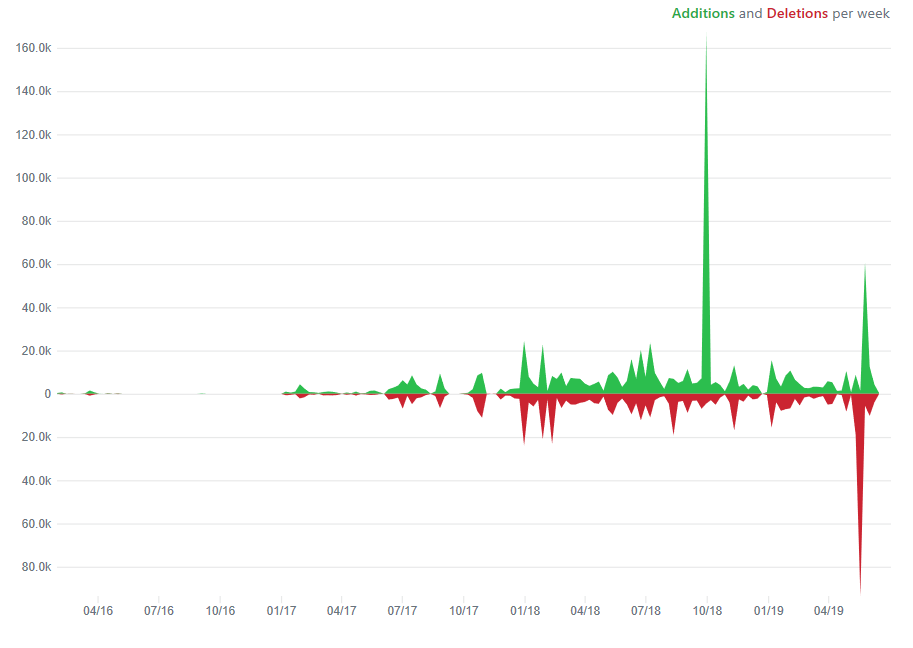 Additions and Deletions per week
160.0k
140.0k
120.0k
100.0k
80.0k
60.0k
40.0k
20.0k
0
20.0k
40.0k
60.0k
80.0k
04/16 07/16 10/16 01/17 04/17 07/17 10/17 01/18 04/18 07/18 10/18 01/19 04/19